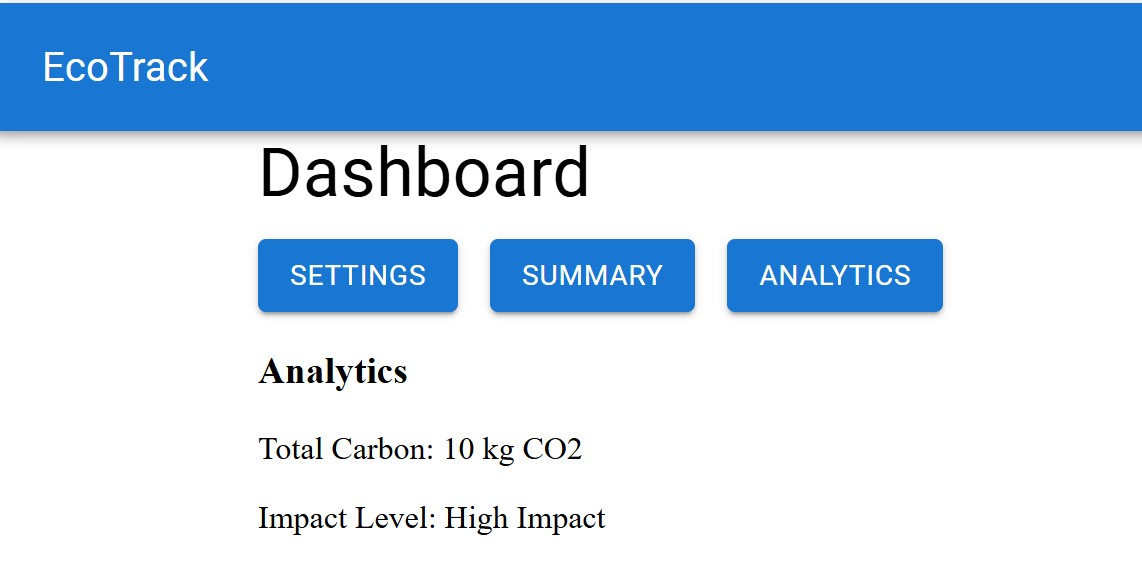 EcoTrack
Dashboard
SETTINGS SUMMARY ANALYTICS
Analytics
Total Carbon: 10 kg CO2
Impact Level: High Impact